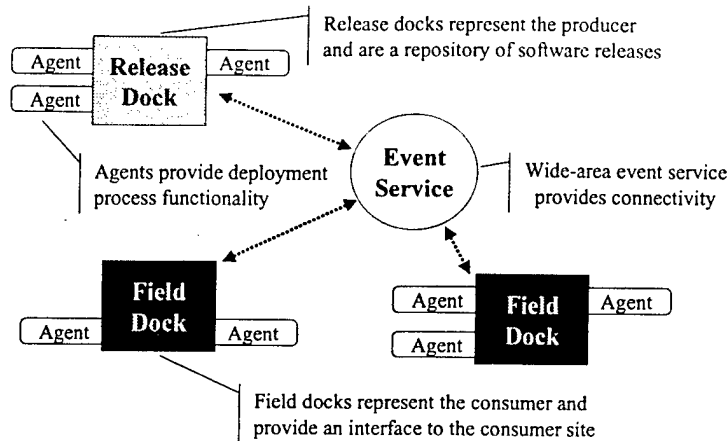 Release docks represent the producer
and are a repository of software releases
Agent
Release
Dock
Agent
Agent
Event
Service
Agents provide deployment
process functionality
Wide-area event service
provides connectivity
Field
Dock
Agent
Agent
Agent
Field
Dock
Agent
Agent
Field docks represent the consumer and
provide an interface to the consumer site